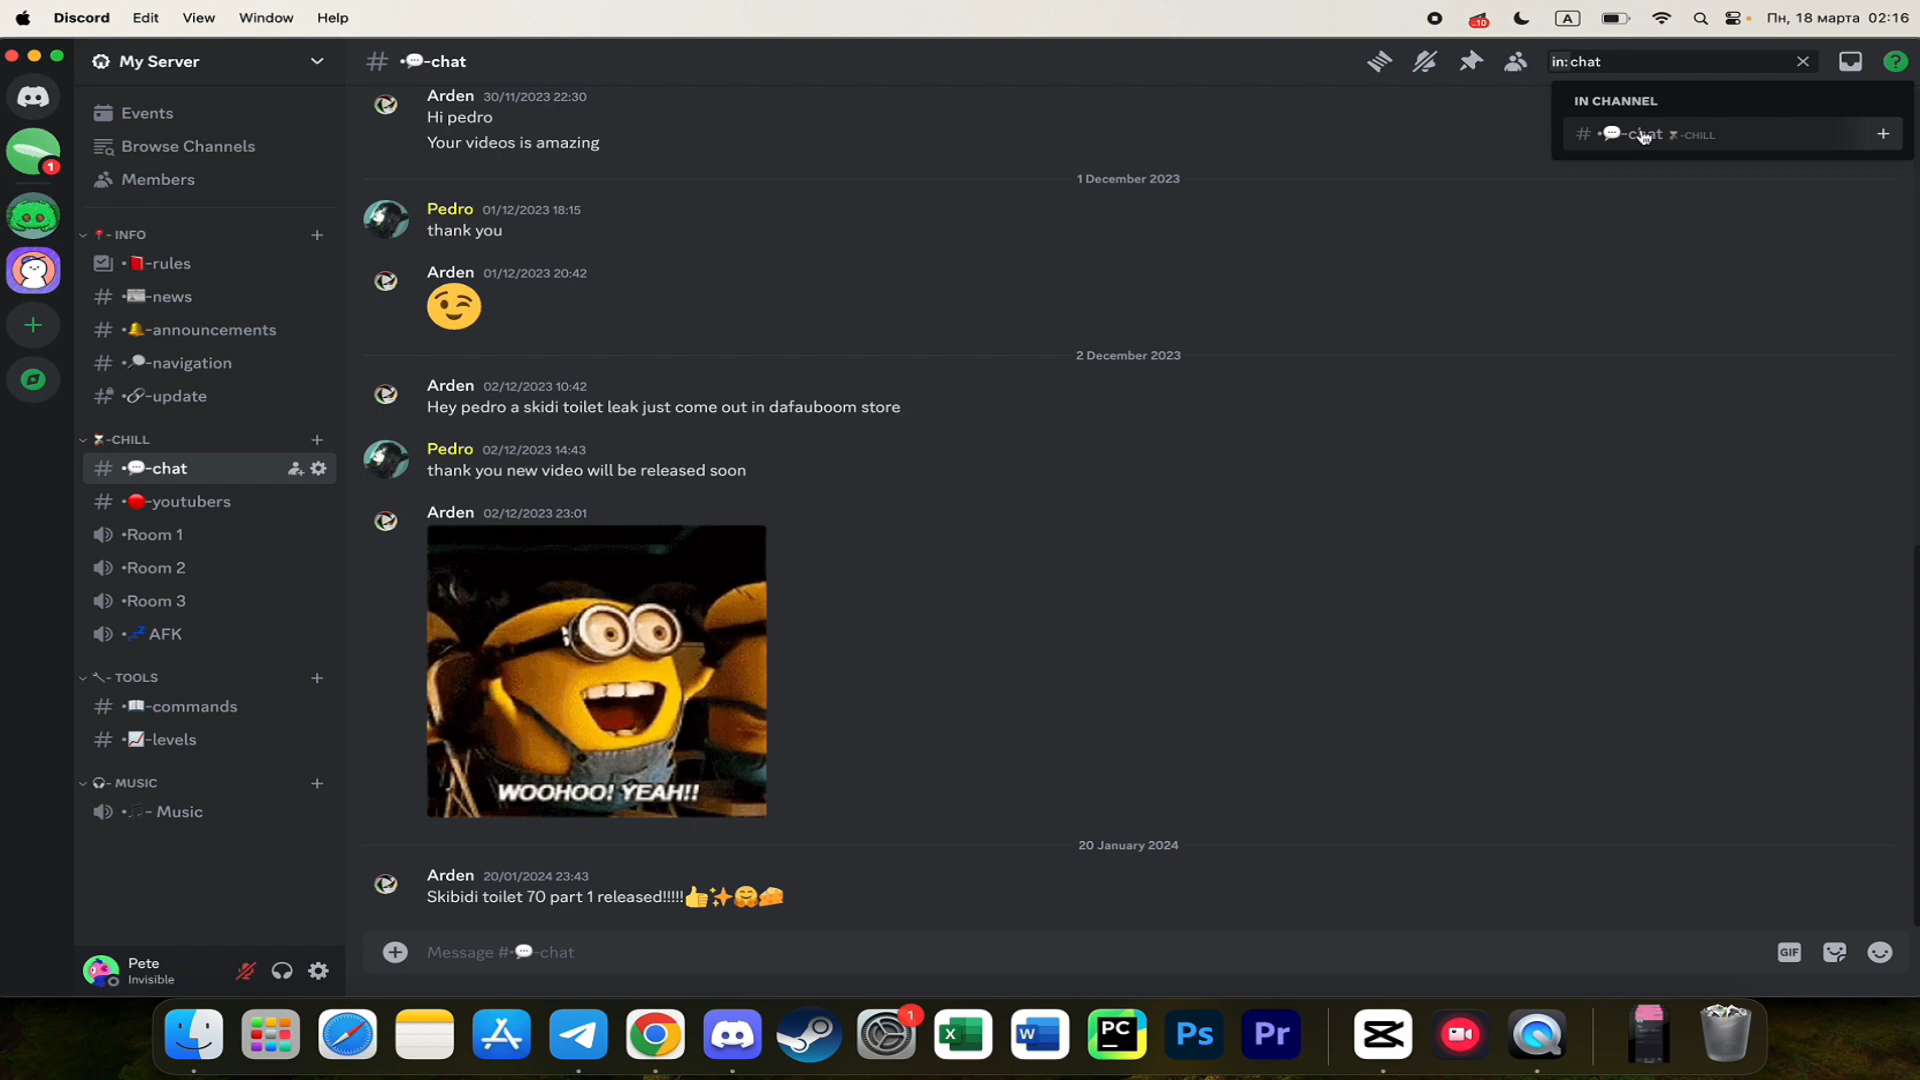 Discord Edit View Window Help
10
A
Пн, 18 марта 02:16
My Server
Events
Browse Channels
Members
1
- INFO
•-rules
•-news
•-announcements
•-navigation
•-update
-CHILL
•-chat
•-youtubers
•Room 1
•Room 2
•Room 3
• AFK
- TOOLS
•-commands
•-levels
- MUSIC
•- Music
Pete
Invisible
•-chat
in: chat
IN CHANNEL
•-chat -CHILL
Arden 30/11/2023 22:30
Hi pedro
Your videos is amazing
1 December 2023
Pedro 01/12/2023 18:15
thank you
Arden 01/12/2023 20:42
2 December 2023
Arden 02/12/2023 10:42
Hey pedro a skidi toilet leak just come out in dafauboom store
Pedro 02/12/2023 14:43
thank you new video will be released soon
Arden 02/12/2023 23:01
WOOHOO! YEAH!!
20 January 2024
Arden 20/01/2024 23:43
Skibidi toilet 70 part 1 released!!!!!
Message #•-chat
GIF
1
X
W
PC
Ps
Pr